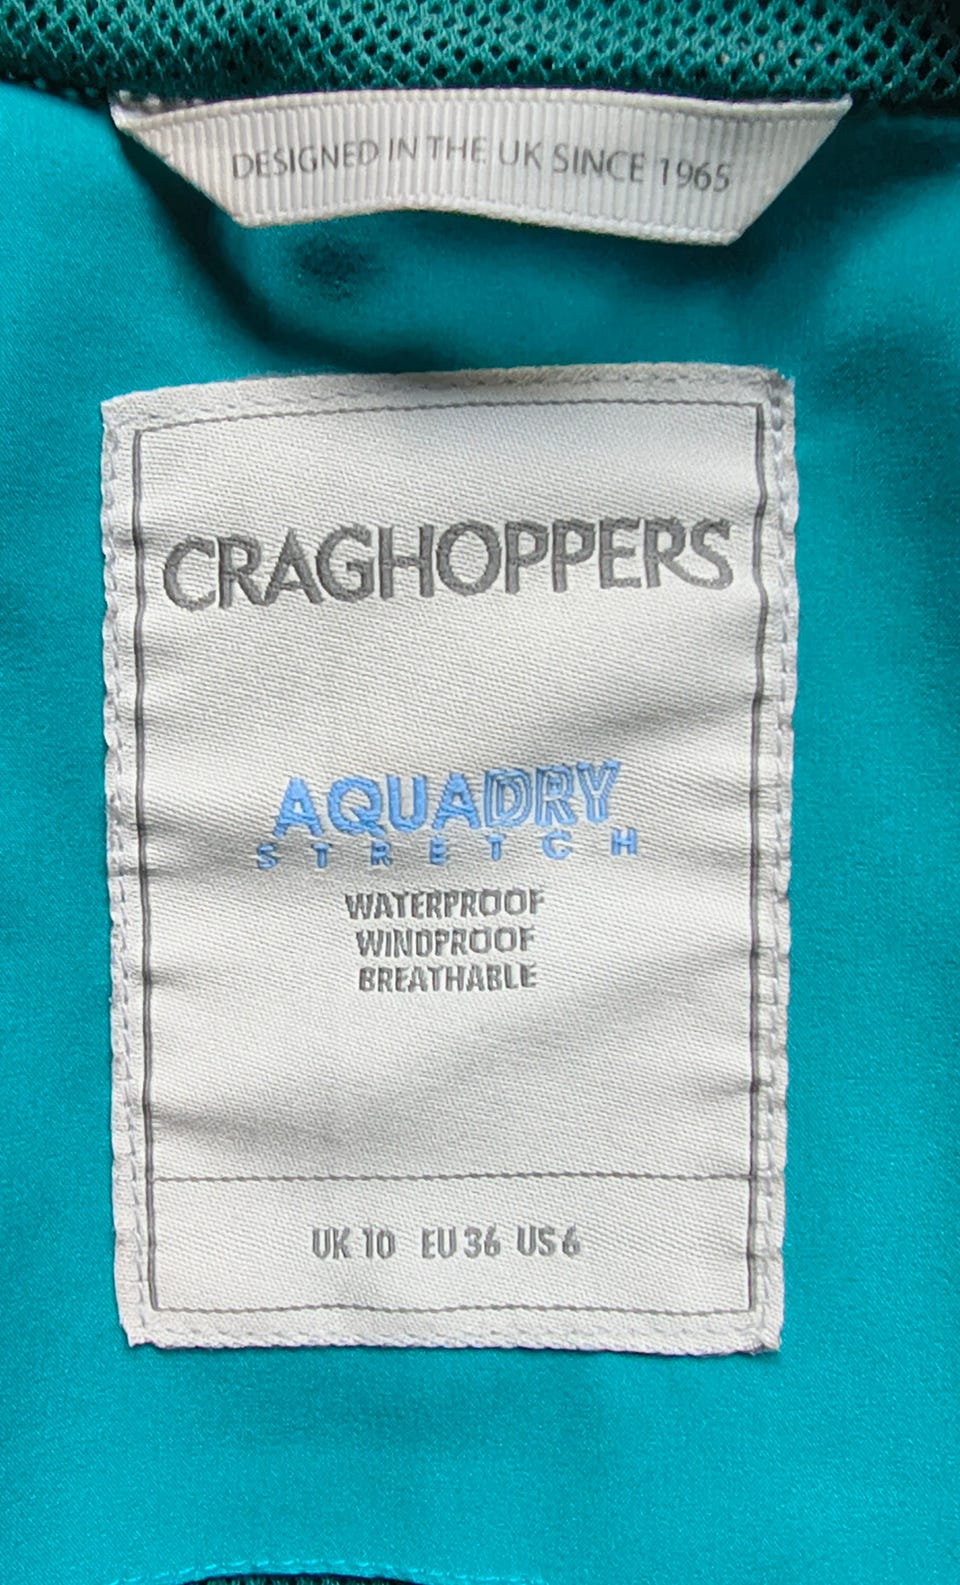 DESIGNED IN THE UK SINCE 1965
CRAGHOPPERS
AQUADRY
STRETCH
WATERPROOF
WINDPROOF
BREATHABLE
UK 10 EU 36 US 6